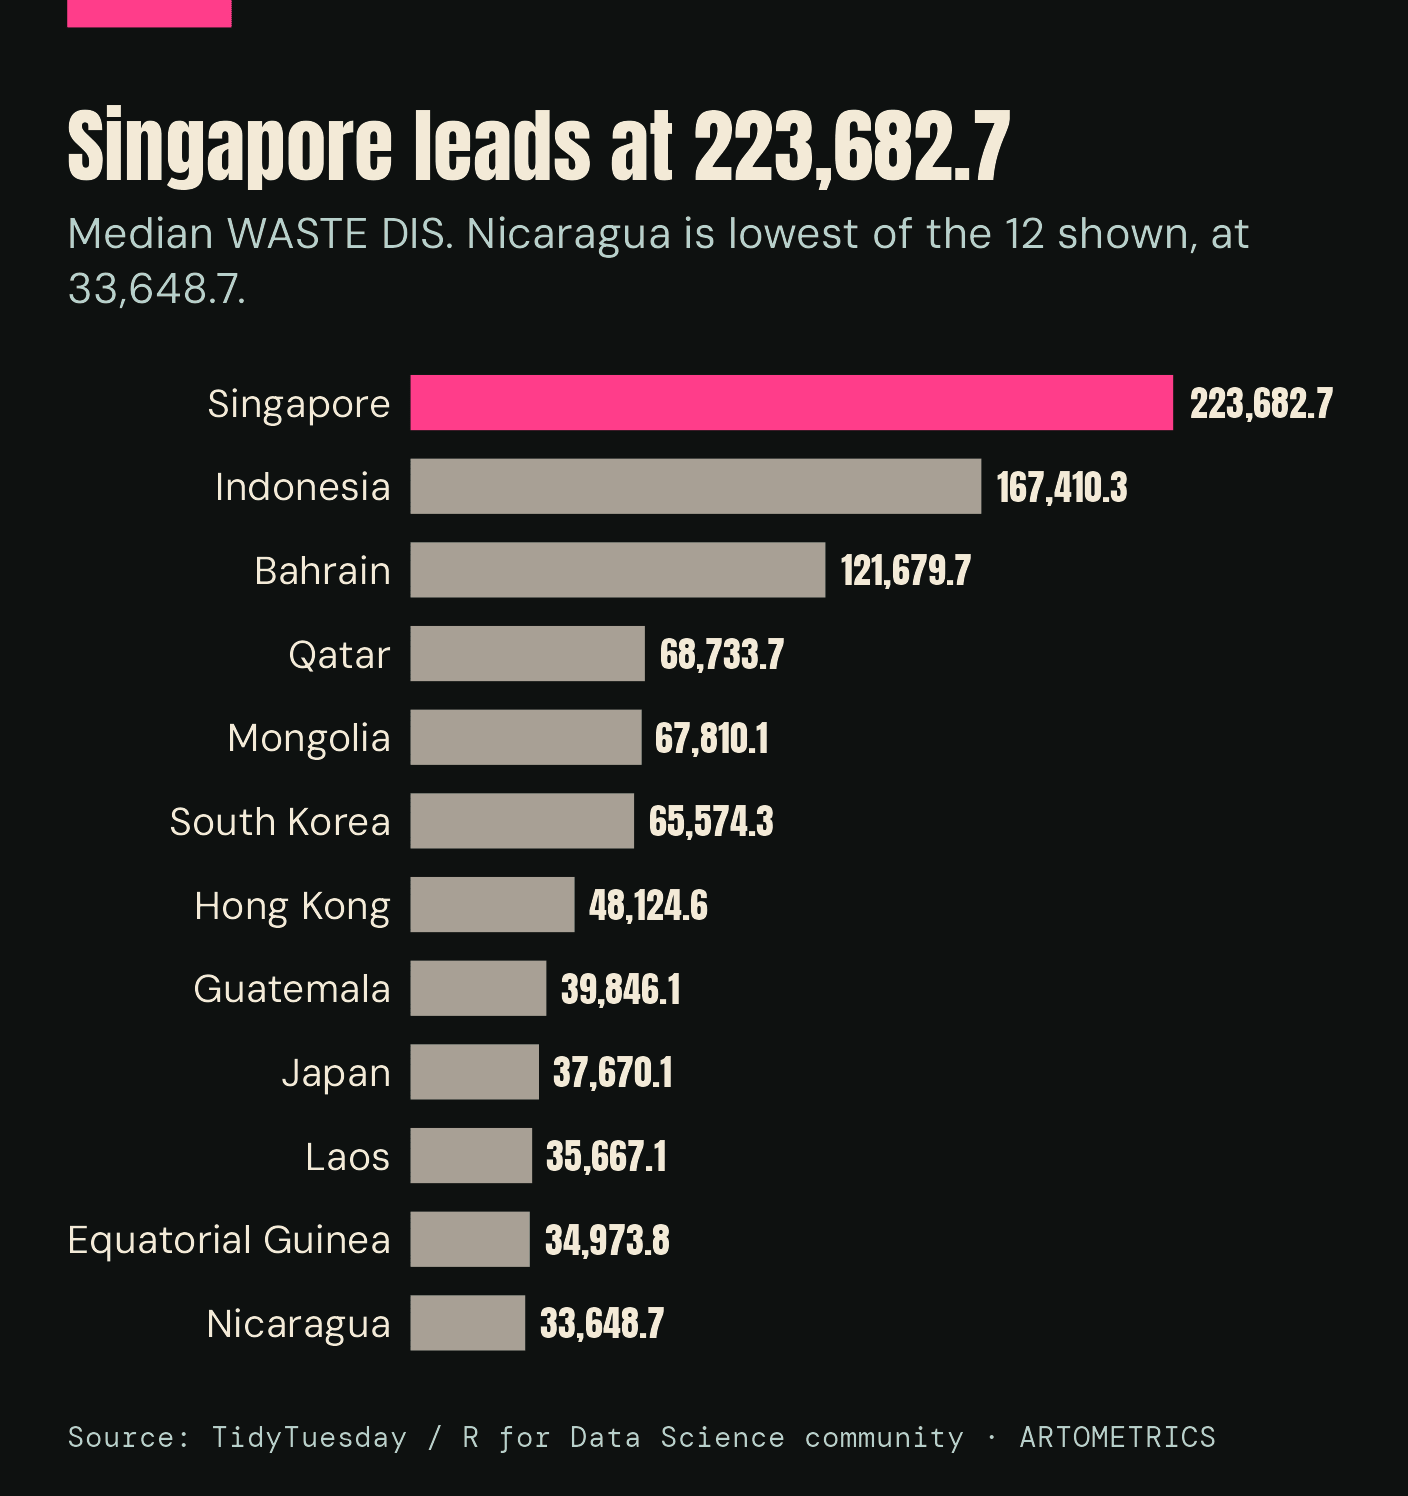 Singapore leads at 223,682.7
Median WASTE DIS. Nicaragua is lowest of the 12 shown, at
33,648.7.
Singapore 223,682.7
Indonesia 167,410.3
Bahrain 121,679.7
Qatar 68,733.7
Mongolia 67,810.1
South Korea 65,574.3
Hong Kong 48,124.6
Guatemala 39,846.1
Japan 37,670.1
Laos 35,667.1
Equatorial Guinea 34,973.8
Nicaragua 33,648.7
Source: TidyTuesday / R for Data Science community · ARTOMETRICS